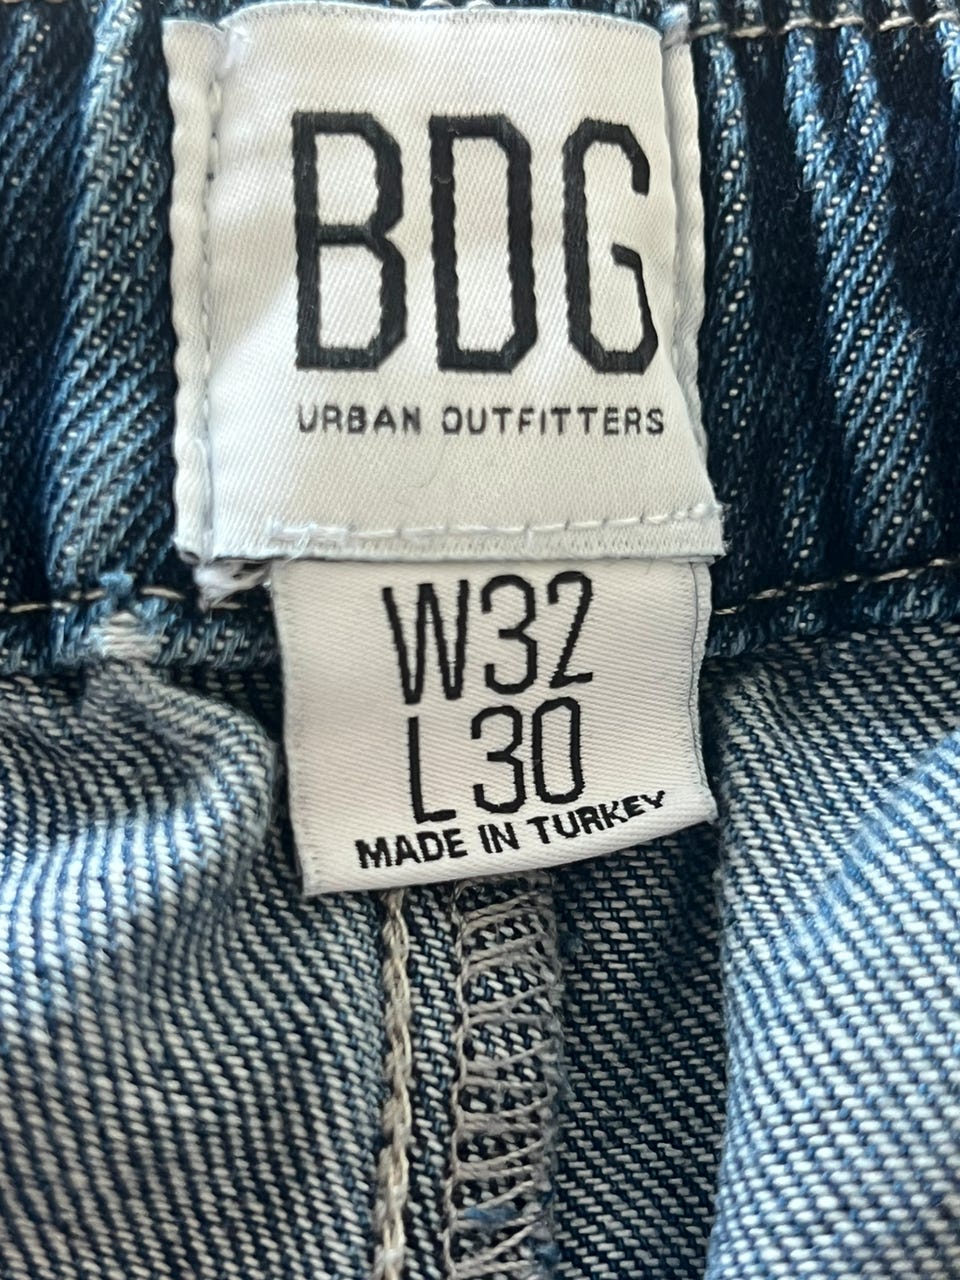 BDG
URBAN OUTFITTERS
W32
L30
MADE IN TURKEY